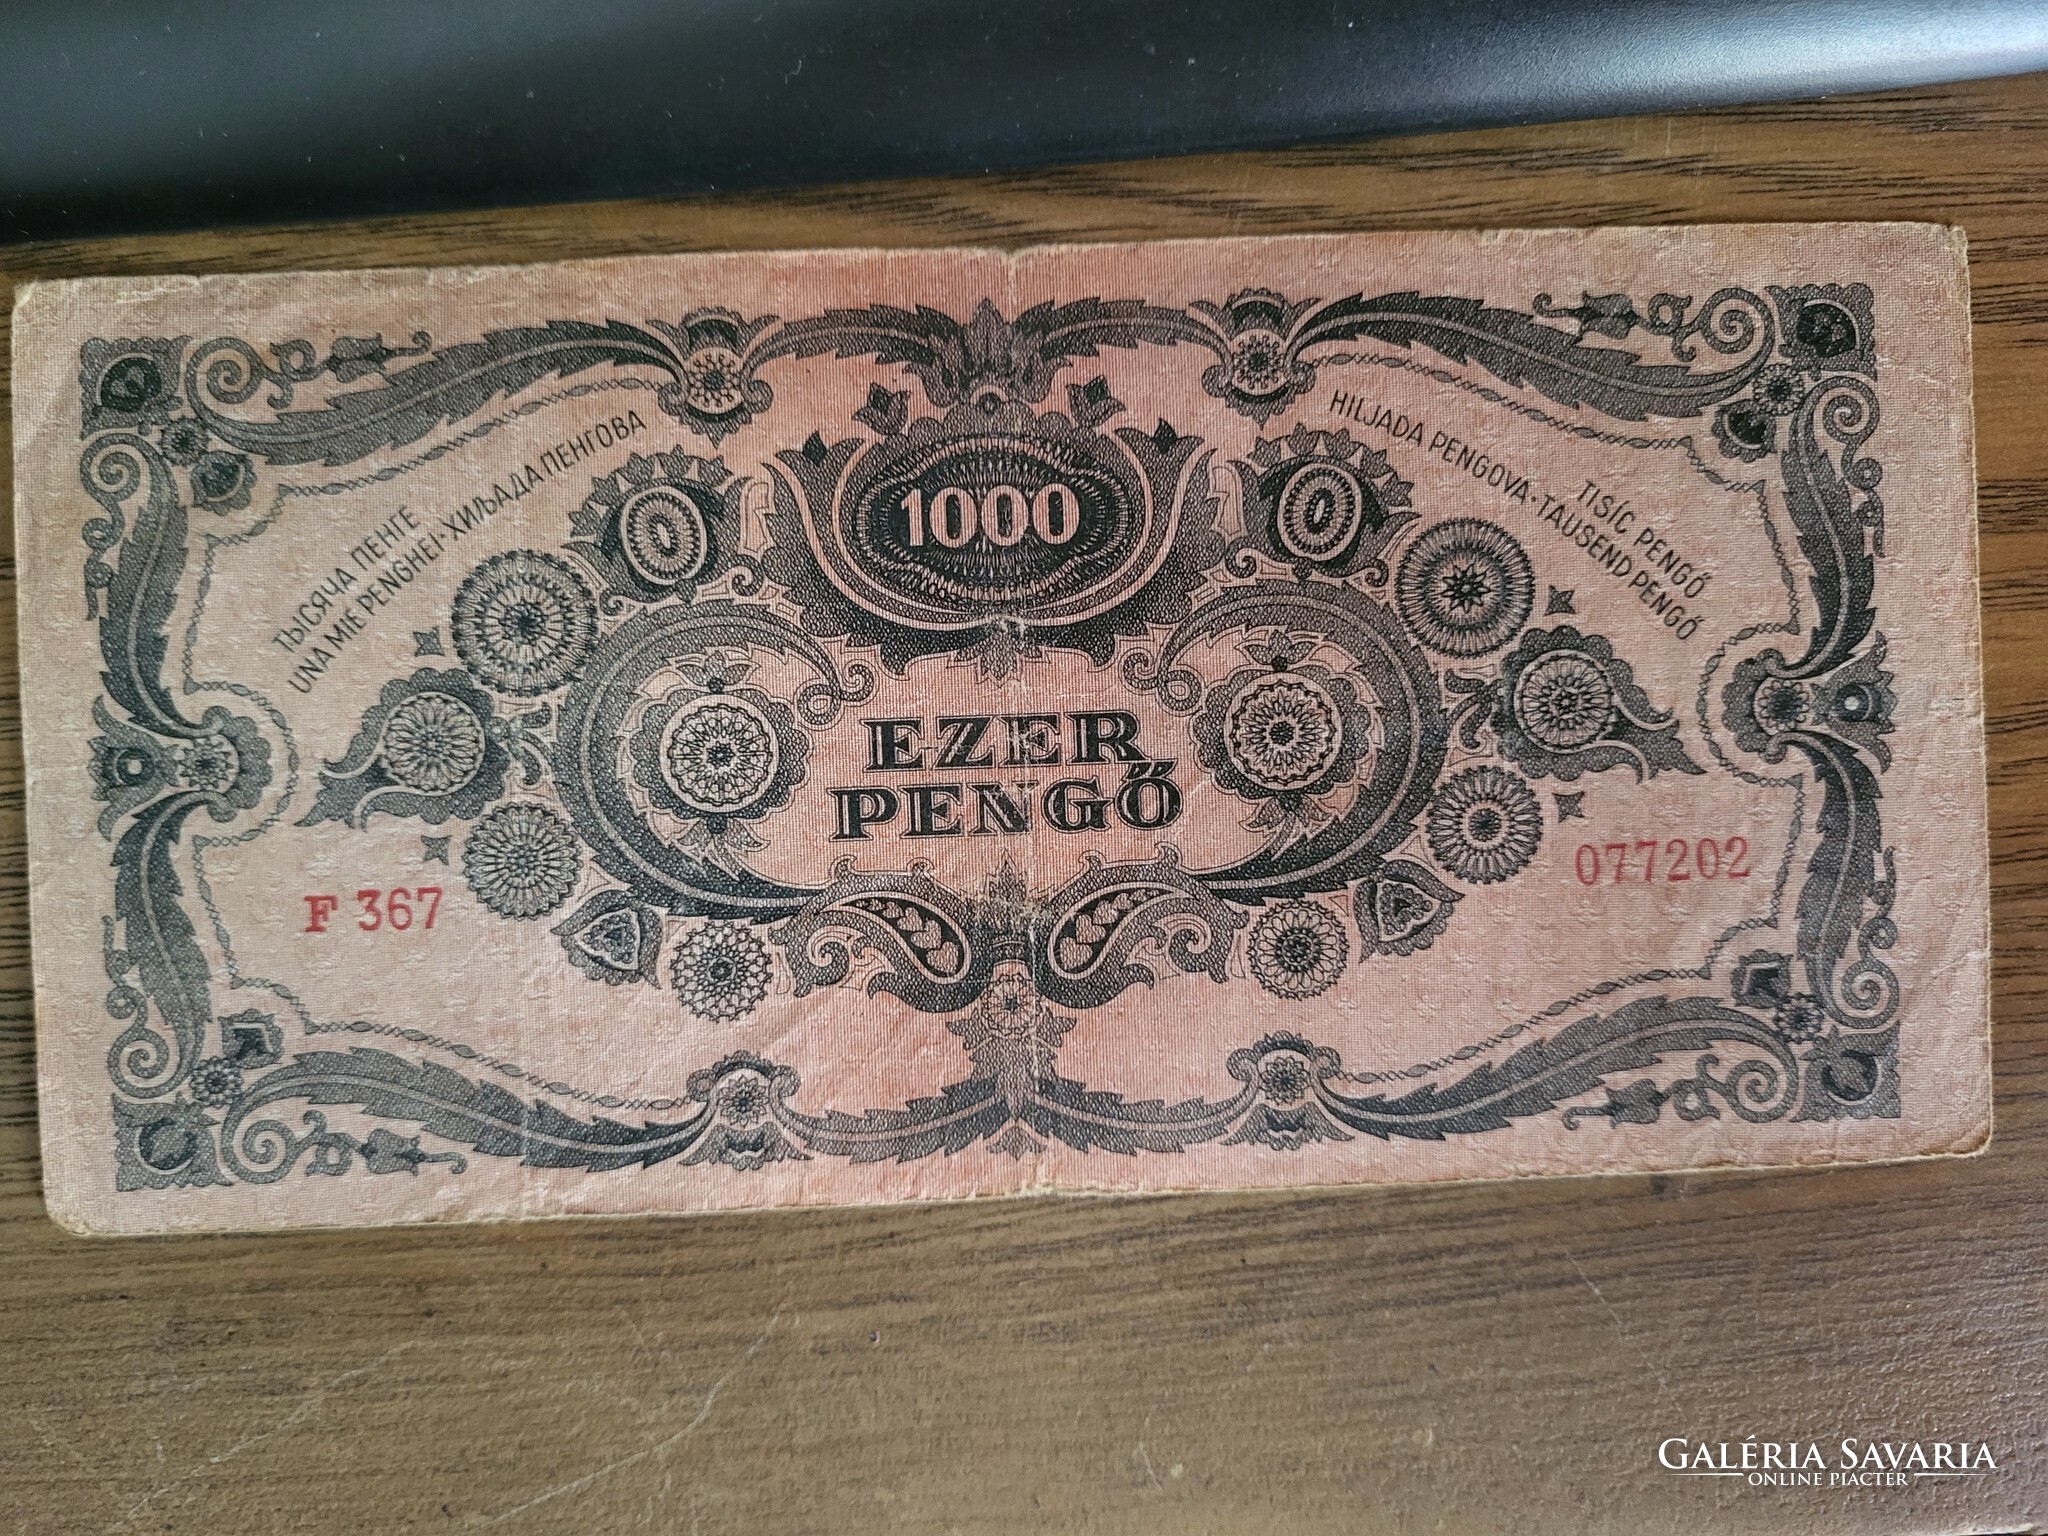 ТЫСЯЧА ПЕНГЕ
UNA MIE PENGHEI·ХИЉАДА ПЕНГОВА
1000
TISÍC PENGŐ
HILJADA PENGOVA·TAUSEND PENGŐ
EZER
PENGŐ
F 367
077202
GALÉRIA SAVARIA
ONLINE PIACTÉR